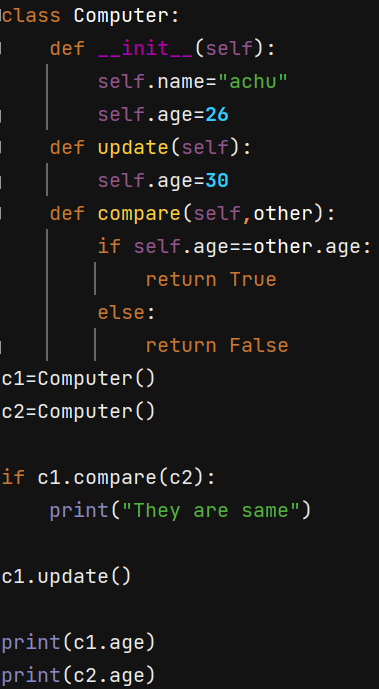 class Computer:
    def __init__(self):
        self.name="achu"
        self.age=26
    def update(self):
        self.age=30
    def compare(self,other):
        if self.age==other.age:
            return True
        else:
            return False
c1=Computer()
c2=Computer()

if c1.compare(c2):
    print("They are same")

c1.update()

print(c1.age)
print(c2.age)